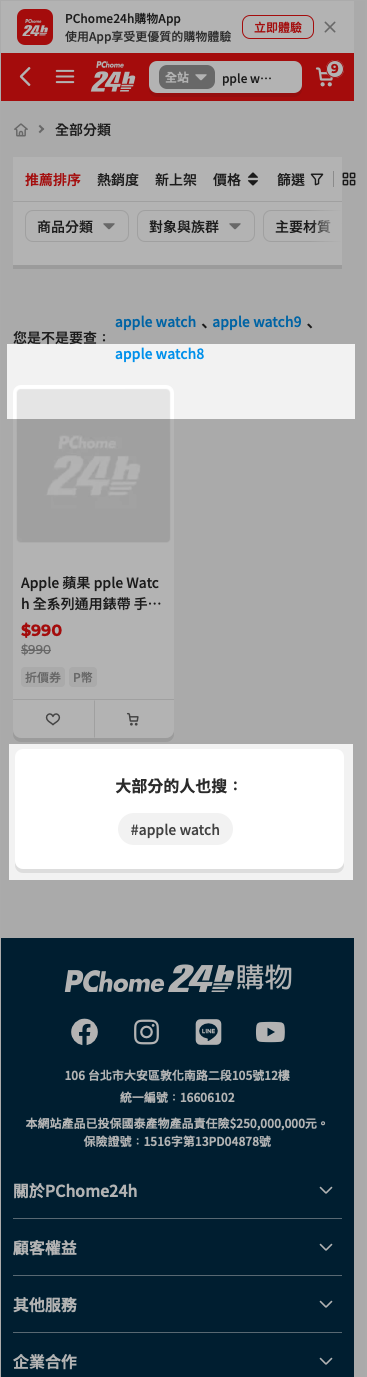 PChome
24h
PChome24h購物App
使用App享受更優質的購物體驗
立即體驗
PChome
24h
全站
pple w…
9
全部分類
推薦排序
熱銷度
新上架
價格
篩選
商品分類
對象與族群
主要材質
您是不是要查：
apple watch、apple watch9、
apple watch8
PChome
24h
Apple 蘋果 pple Watc
h 全系列通用錶帶 手…
$990
$990
折價券
P幣
大部分的人也搜：
#apple watch
PChome 24h購物
LINE
106 台北市大安區敦化南路二段105號12樓
統一編號：16606102
本網站產品已投保國泰產物產品責任險$250,000,000元。
保險證號：1516字第13PD04878號
關於PChome24h
顧客權益
其他服務
企業合作